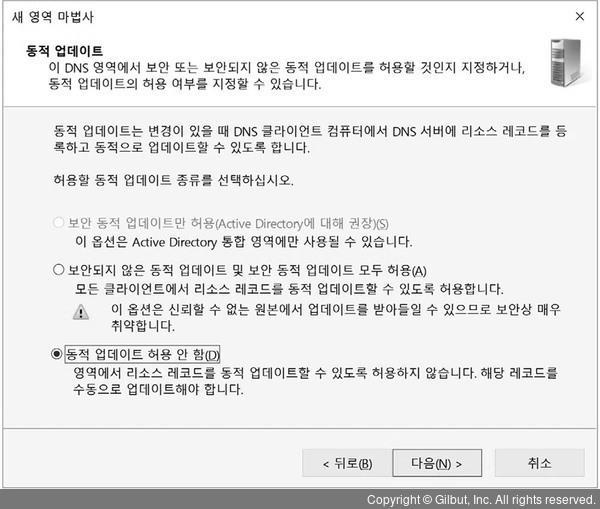 새 영역 마법사
동적 업데이트
이 DNS 영역에서 보안 또는 보안되지 않은 동적 업데이트를 허용할 것인지 지정하거나,
동적 업데이트의 허용 여부를 지정할 수 있습니다.
동적 업데이트는 변경이 있을 때 DNS 클라이언트 컴퓨터에서 DNS 서버에 리소스 레코드를 등
록하고 동적으로 업데이트할 수 있도록 합니다.
허용할 동적 업데이트 종류를 선택하십시오.
보안 동적 업데이트만 허용(Active Directory에 대해 권장)(S)
이 옵션은 Active Directory 통합 영역에만 사용될 수 있습니다.
보안되지 않은 동적 업데이트 및 보안 동적 업데이트 모두 허용(A)
모든 클라이언트에서 리소스 레코드를 동적 업데이트할 수 있도록 허용합니다.
이 옵션은 신뢰할 수 없는 원본에서 업데이트를 받아들일 수 있으므로 보안상 매우
취약합니다.
동적 업데이트 허용 안 함(D)
영역에서 리소스 레코드를 동적 업데이트할 수 있도록 허용하지 않습니다. 해당 레코드를
수동으로 업데이트해야 합니다.
< 뒤로(B) 다음(N) > 취소
Copyright © Gilbut, Inc. All rights reserved.